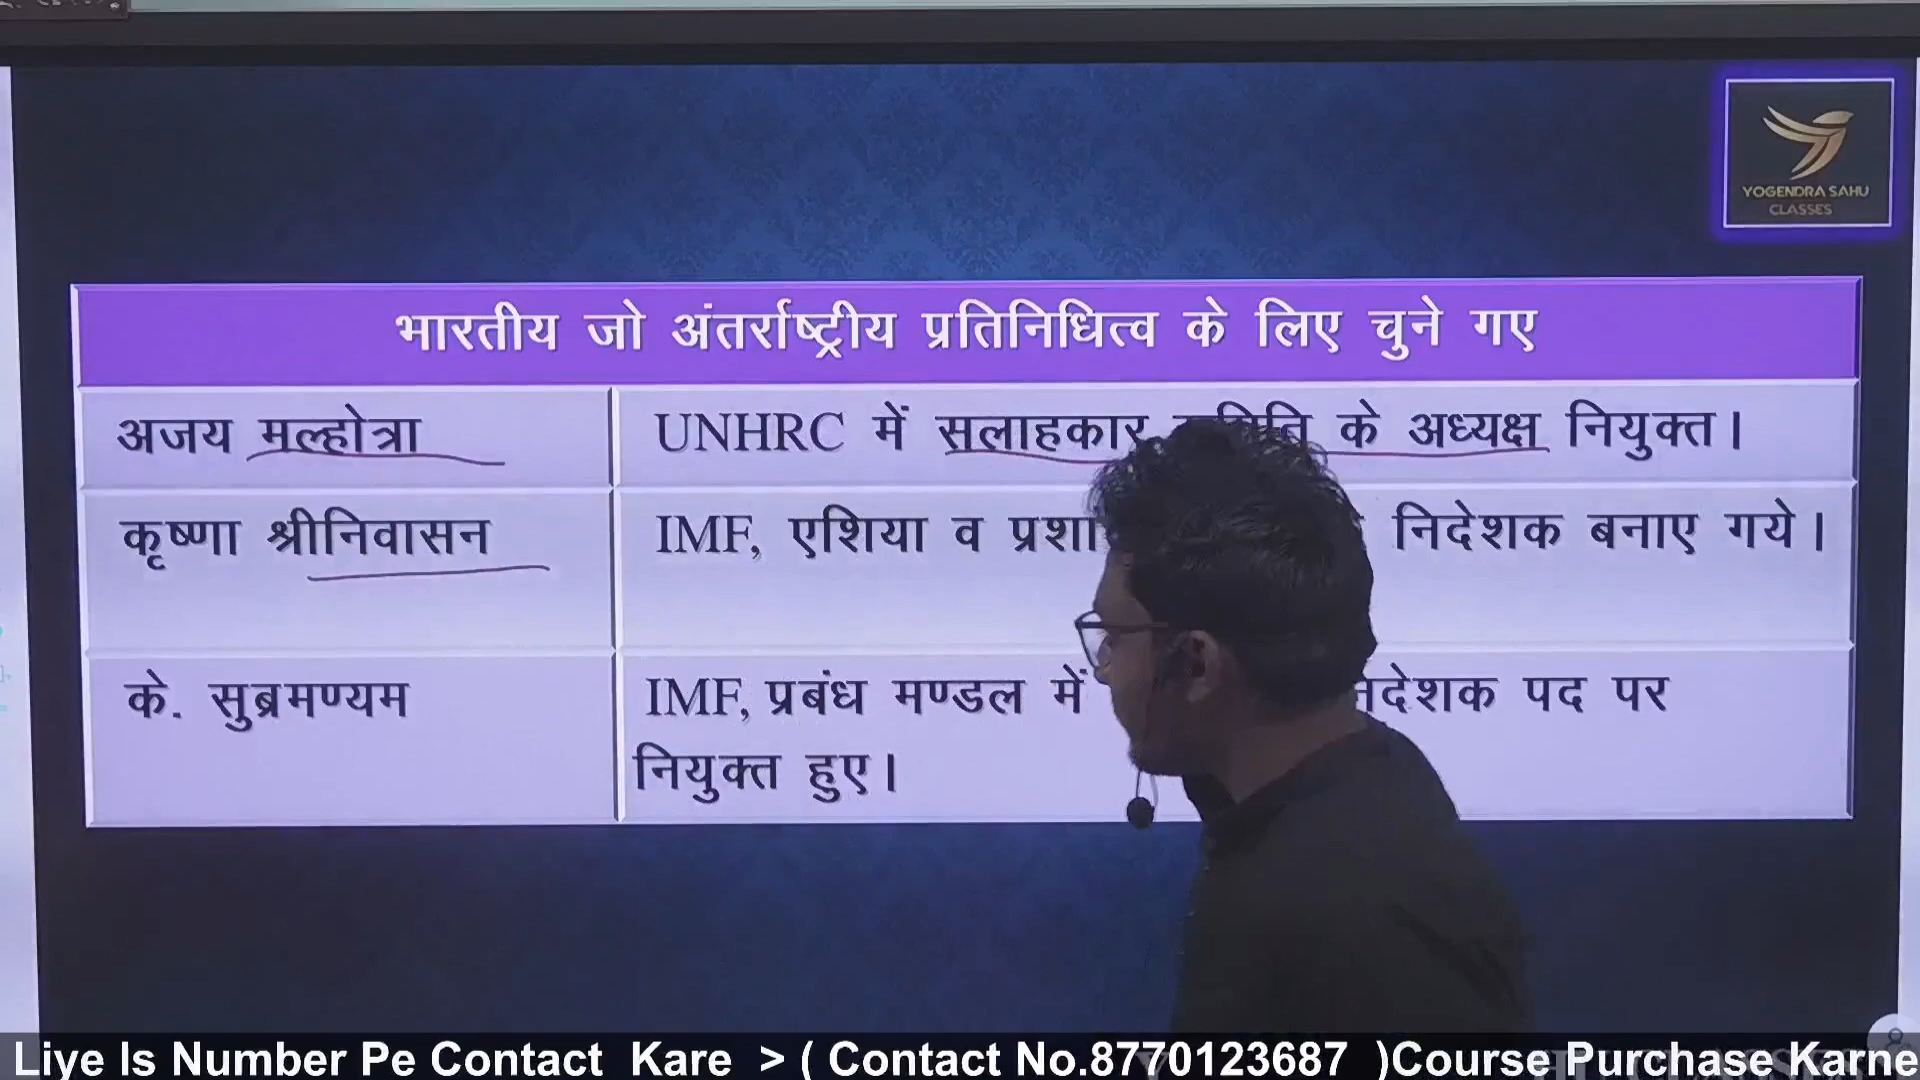 YOGENDRA SAHU
CLASSES
भारतीय जो अंतर्राष्ट्रीय प्रतिनिधित्व के लिए चुने गए
अजय मल्होत्रा
UNHRC में सलाहकार के अध्यक्ष नियुक्त।
कृष्णा श्रीनिवासन
IMF, एशिया व निदेशक बनाए गये।
के. सुब्रमण्यम
IMF, प्रबंध मण्डल में पद पर
नियुक्त हुए।
Liye Is Number Pe Contact Kare > ( Contact No.8770123687 )Course Purchase Karne